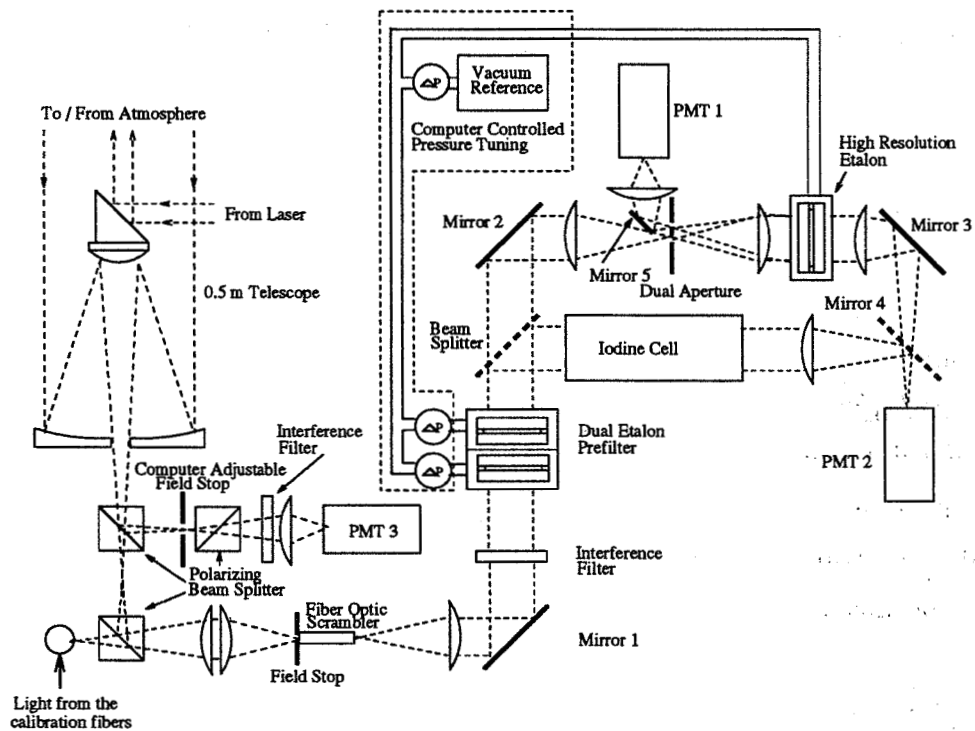 To / From Atmosphere
From Laser
0.5 m Telescope
ΔP
Vacuum
Reference
Computer Controlled
Pressure Tuning
PMT 1
High Resolution
Etalon
Mirror 2
Mirror 3
Mirror 5
Dual Aperture
Mirror 4
Beam
Splitter
Iodine Cell
ΔP
ΔP
Dual Etalon
Prefilter
PMT 2
Interference
Filter
Computer Adjustable
Field Stop
PMT 3
Polarizing
Beam Splitter
Interference
Filter
Fiber Optic
Scrambler
Field Stop
Mirror 1
Light from the
calibration fibers